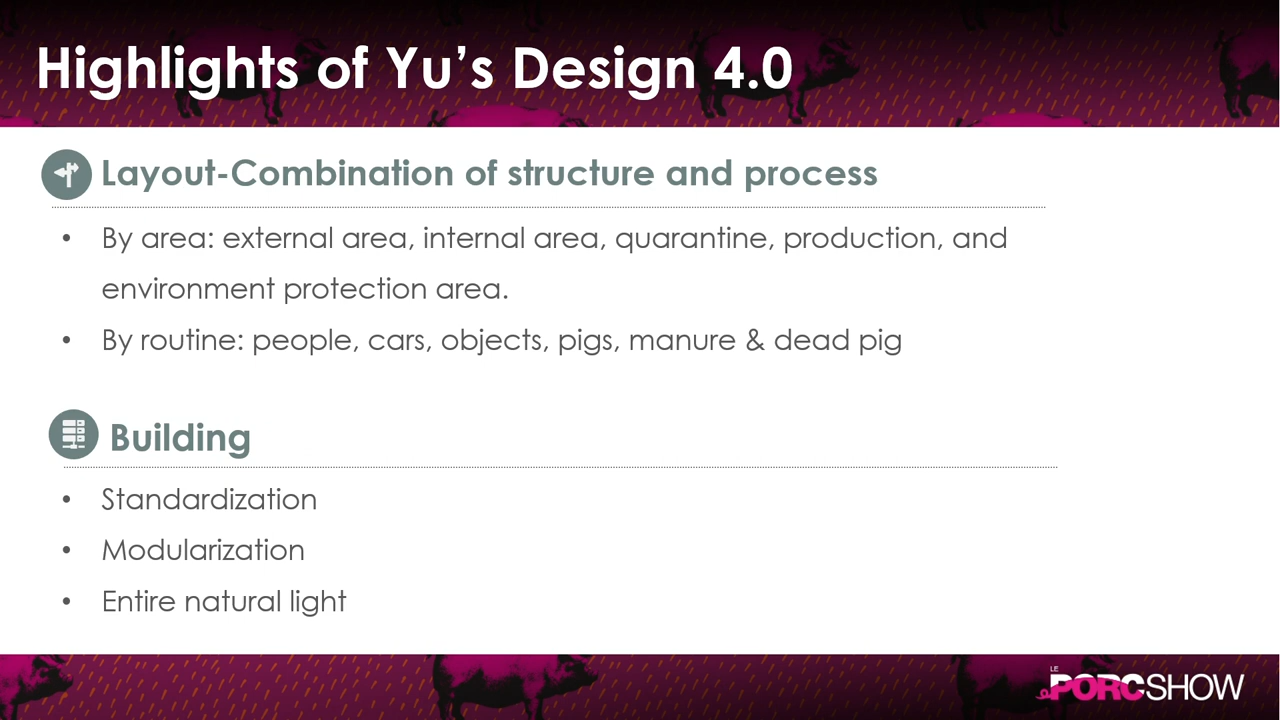 Highlights of Yu's Design 4.0
Layout-Combination of structure and process
• By area: external area, internal area, quarantine, production, and
environment protection area.
• By routine: people, cars, objects, pigs, manure & dead pig
Building
• Standardization
• Modularization
• Entire natural light
LE
PORCSHOW